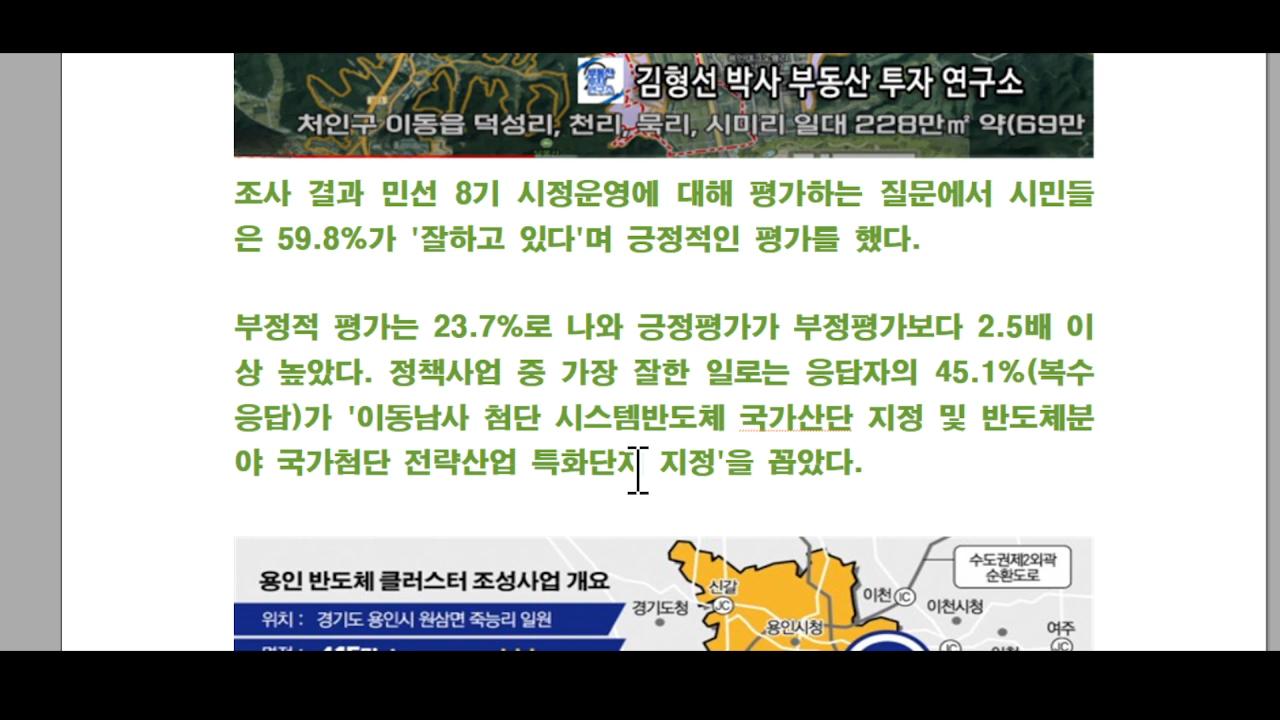 부동산
연구소
김형선 박사 부동산 투자 연구소
처인구 이동읍 덕성리, 천리, 묵리, 시미리 일대 228만㎡ 약(69만
조사 결과 민선 8기 시정운영에 대해 평가하는 질문에서 시민들
은 59.8%가 '잘하고 있다'며 긍정적인 평가를 했다.
부정적 평가는 23.7%로 나와 긍정평가가 부정평가보다 2.5배 이
상 높았다. 정책사업 중 가장 잘한 일로는 응답자의 45.1%(복수
응답)가 '이동남사 첨단 시스템반도체 국가산단 지정 및 반도체분
야 국가첨단 전략산업 특화단지 지정'을 꼽았다.
용인 반도체 클러스터 조성사업 개요
위치 : 경기도 용인시 원삼면 죽능리 일원
수도권제2외곽
순환도로
신갈
JC
경기도청
이천 IC
이천시청
용인시청
여주
JC